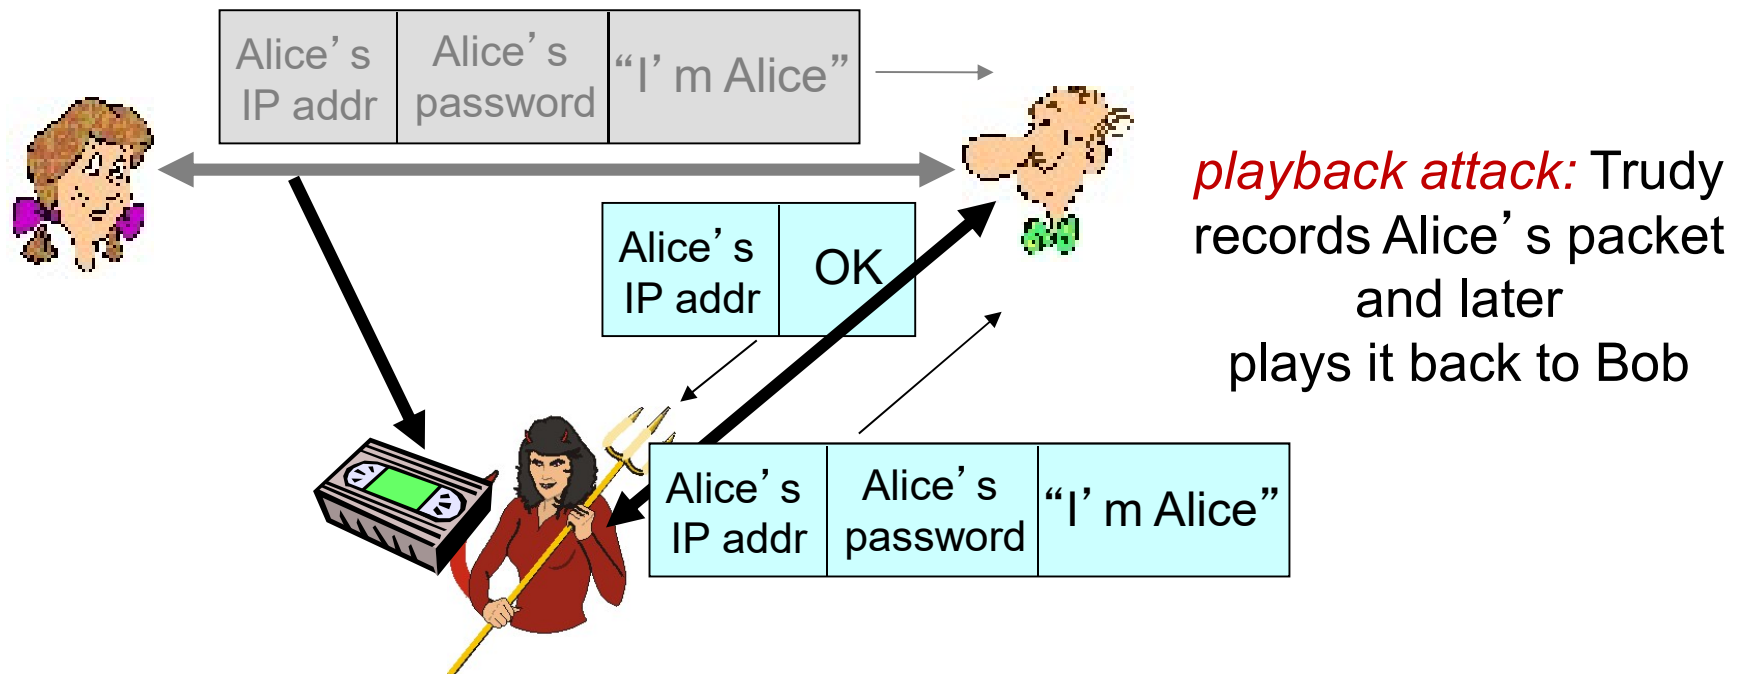 Alice’s
IP addr
Alice’s
password
“I’m Alice”
playback attack: Trudy
records Alice’s packet
and later
plays it back to Bob
Alice’s
IP addr
OK
Alice’s
IP addr
Alice’s
password
“I’m Alice”